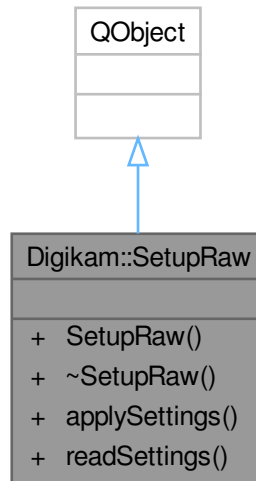 QObject
Digikam::SetupRaw
+ SetupRaw()
+ ~SetupRaw()
+ applySettings()
+ readSettings()